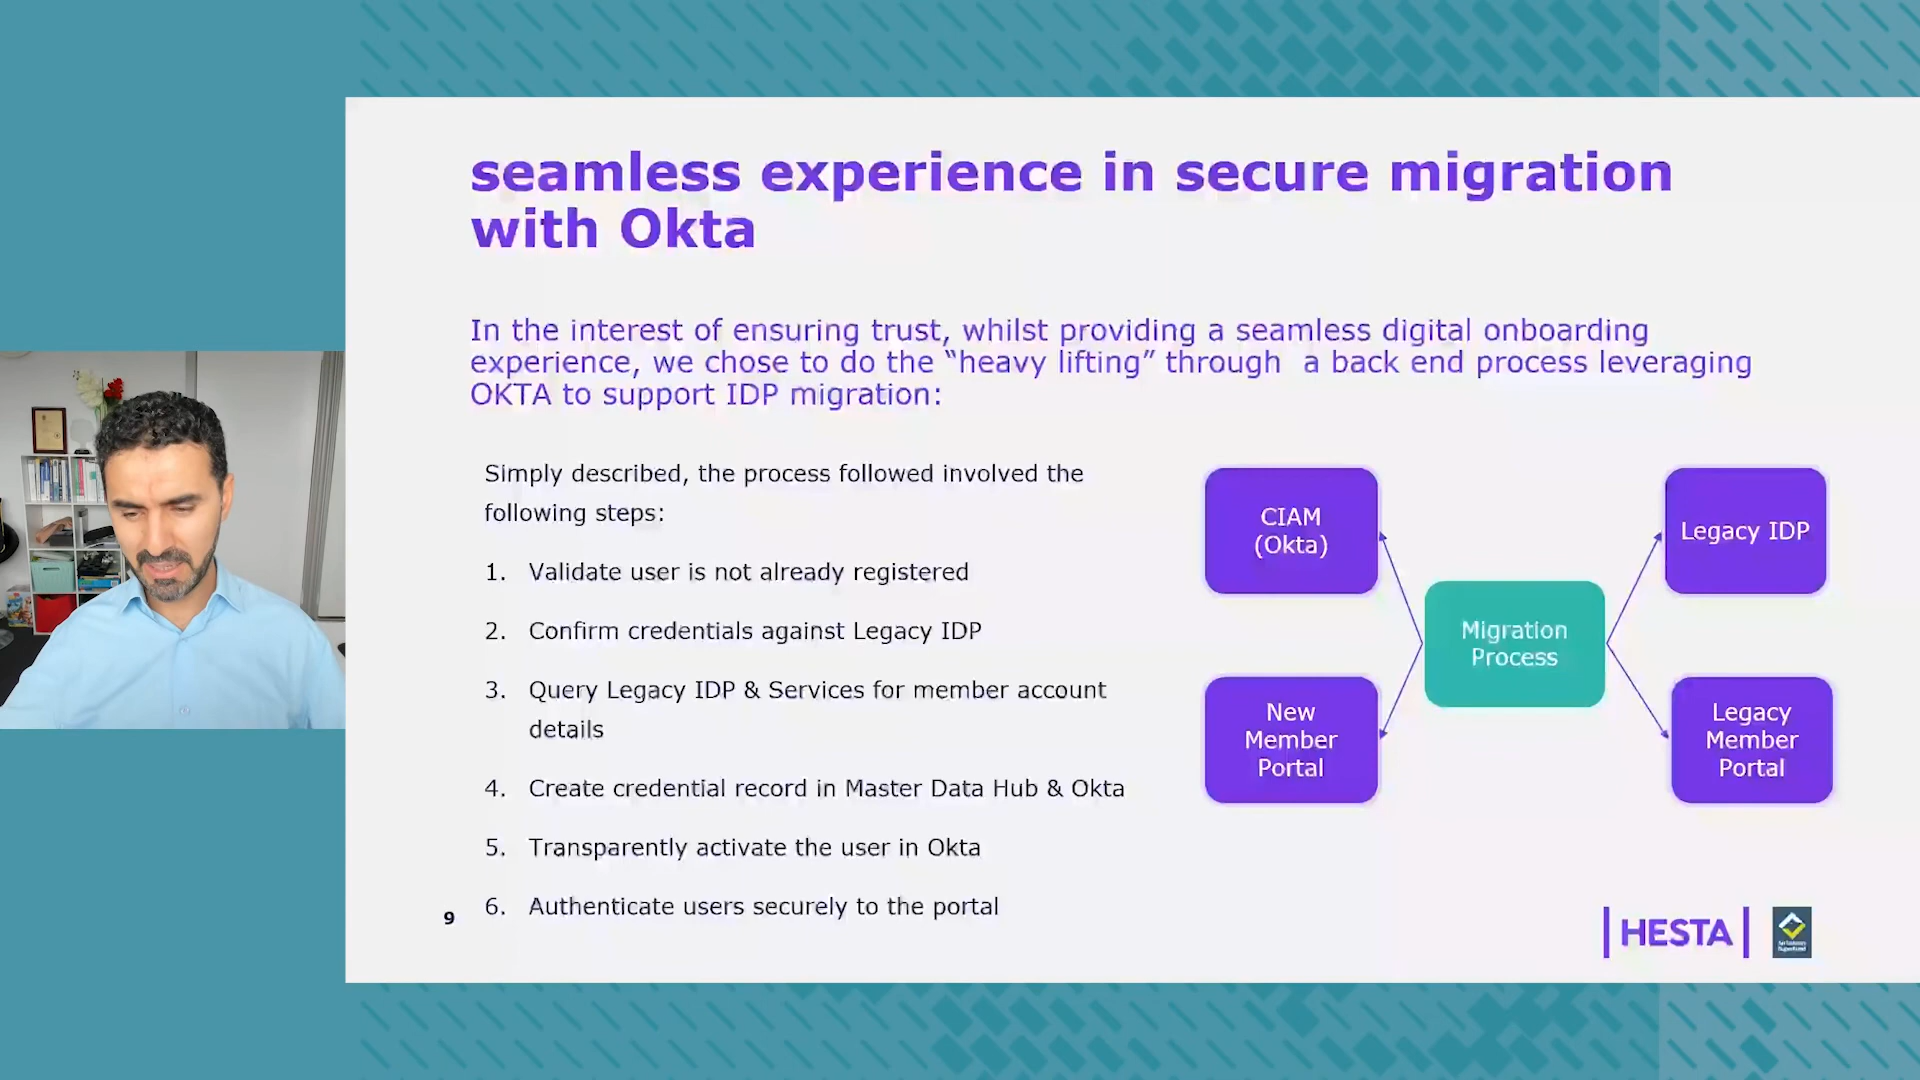 seamless experience in secure migration
with Okta
In the interest of ensuring trust, whilst providing a seamless digital onboarding
experience, we chose to do the “heavy lifting” through a back end process leveraging
OKTA to support IDP migration:
Simply described, the process followed involved the
following steps:
1. Validate user is not already registered
2. Confirm credentials against Legacy IDP
3. Query Legacy IDP & Services for member account
details
4. Create credential record in Master Data Hub & Okta
5. Transparently activate the user in Okta
6. Authenticate users securely to the portal
CIAM
(Okta)
Legacy IDP
Migration
Process
New
Member
Portal
Legacy
Member
Portal
9
HESTA